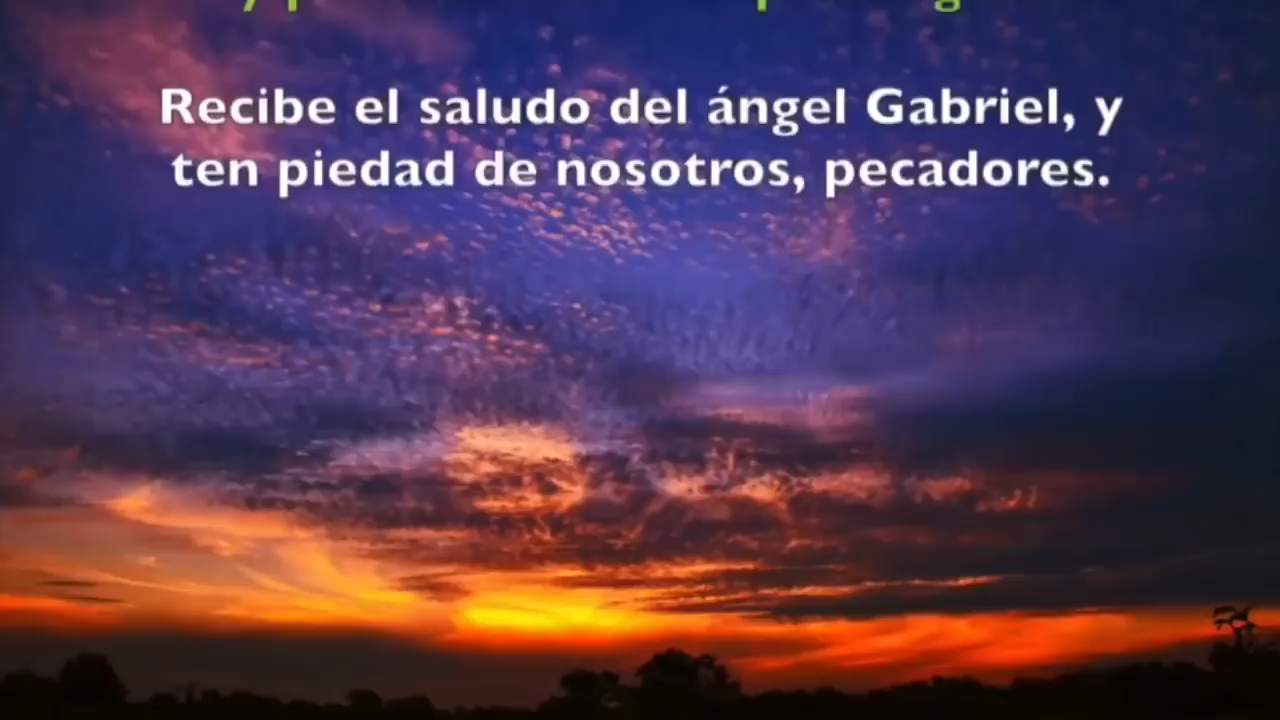 Recibe el saludo del ángel Gabriel, y
ten piedad de nosotros, pecadores.